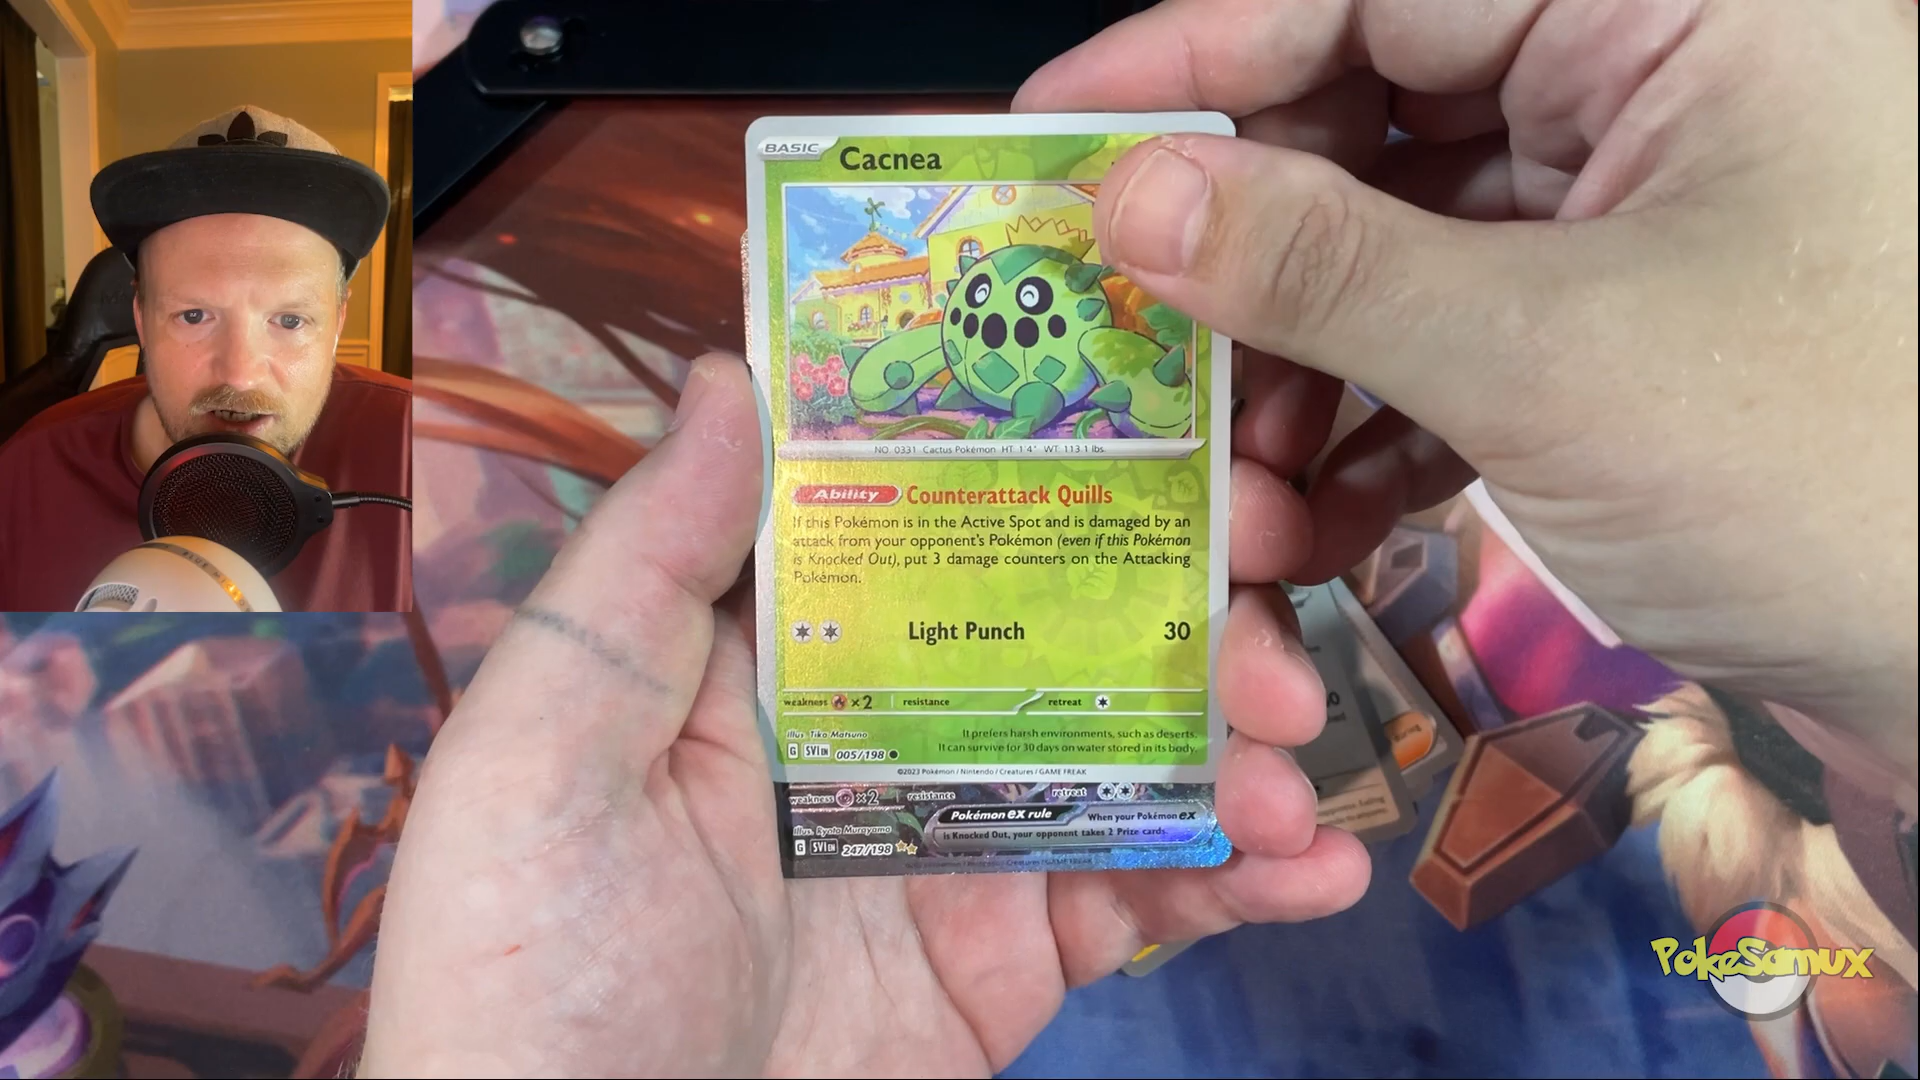 BASIC
Cacnea
NO. 0331 Cactus Pokémon HT 1'4" WT 113.1 lbs.
Ability Counterattack Quills
If this Pokémon is in the Active Spot and is damaged by an
attack from your opponent's Pokémon (even if this Pokémon
is Knocked Out), put 3 damage counters on the Attacking
Pokémon.
Light Punch 30
weakness ×2 resistance retreat
Illus. Tiko Matsuno
It prefers harsh environments, such as deserts.
It can survive for 30 days on water stored in its body.
G SVI EN 005/198
©2023 Pokémon / Nintendo / Creatures / GAME FREAK
weakness ×2 resistance retreat
Pokémon ex rule When your Pokémon ex
is Knocked Out, your opponent takes 2 Prize cards.
Illus. Ryota Murayama
G SVI EN 247/198
PokeSamux